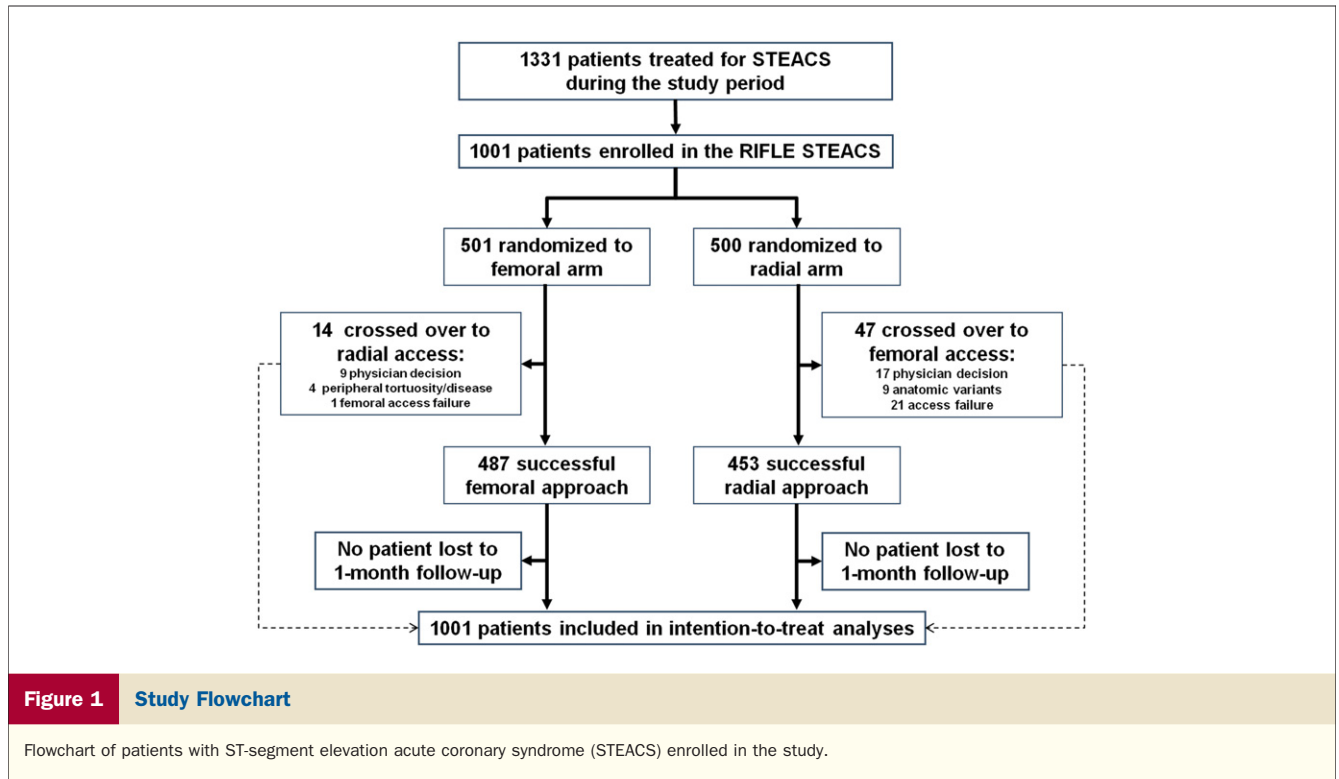 1331 patients treated for STEACS
during the study period
1001 patients enrolled in the RIFLE STEACS
501 randomized to
femoral arm
500 randomized to
radial arm
14 crossed over to
radial access:
9 physician decision
4 peripheral tortuosity/disease
1 femoral access failure
47 crossed over to
femoral access:
17 physician decision
9 anatomic variants
21 access failure
487 successful
femoral approach
453 successful
radial approach
No patient lost to
1-month follow-up
No patient lost to
1-month follow-up
1001 patients included in intention-to-treat analyses
Figure 1 Study Flowchart
Flowchart of patients with ST-segment elevation acute coronary syndrome (STEACS) enrolled in the study.